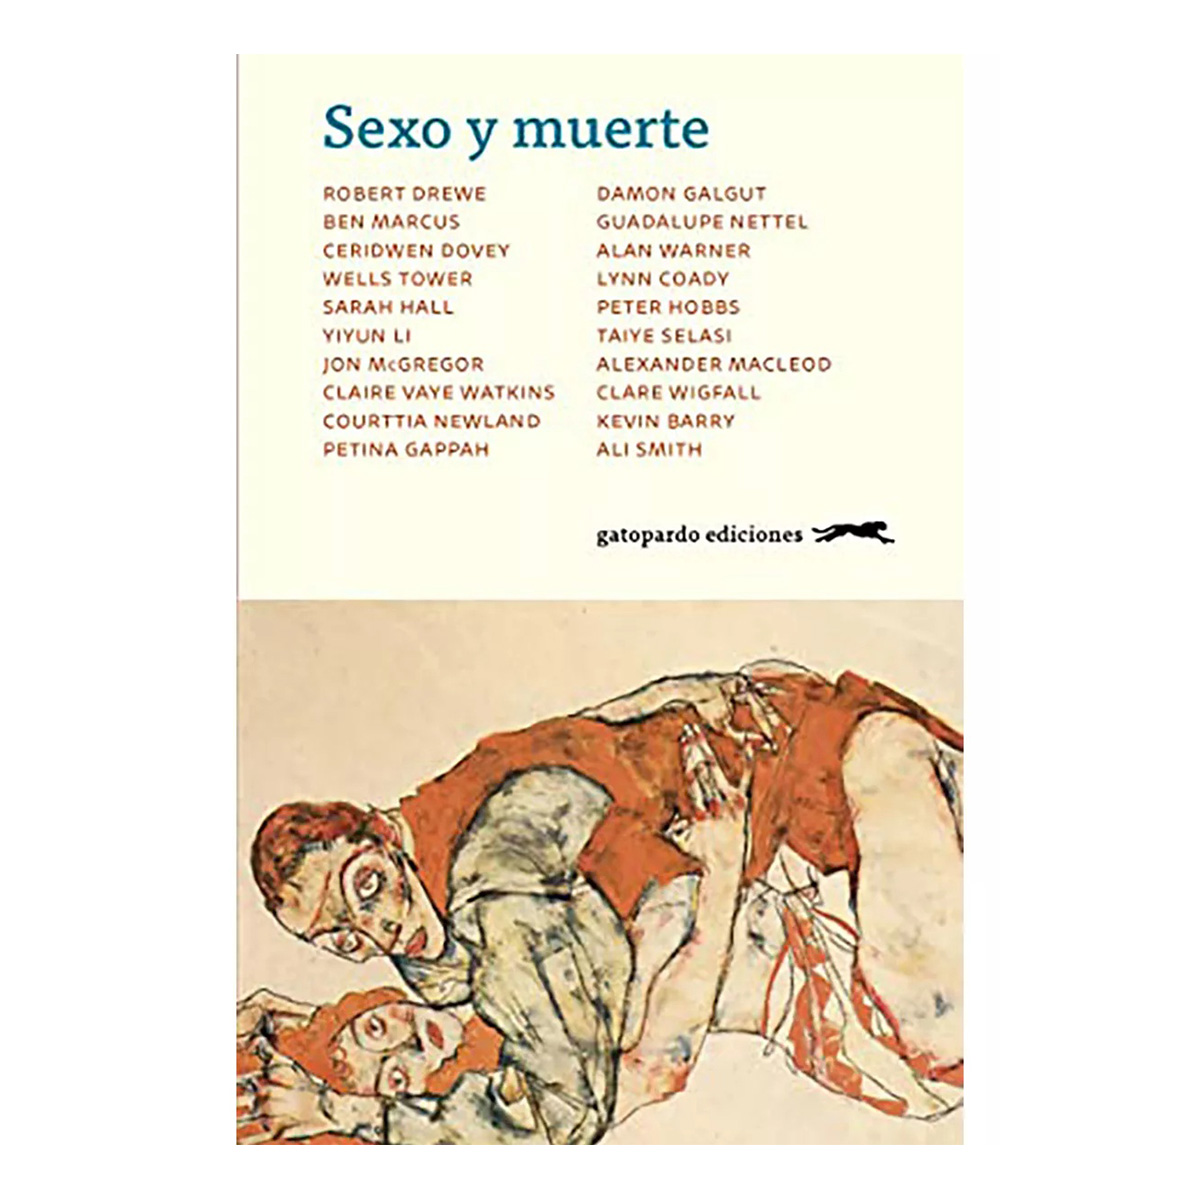 Sexo y muerte
ROBERT DREWE
BEN MARCUS
CERIDWEN DOVEY
WELLS TOWER
SARAH HALL
YIYUN LI
JON McGREGOR
CLAIRE VAYE WATKINS
COURTTIA NEWLAND
PETINA GAPPAH
DAMON GALGUT
GUADALUPE NETTEL
ALAN WARNER
LYNN COADY
PETER HOBBS
TAIYE SELASI
ALEXANDER MACLEOD
CLARE WIGFALL
KEVIN BARRY
ALI SMITH
gatopardo ediciones